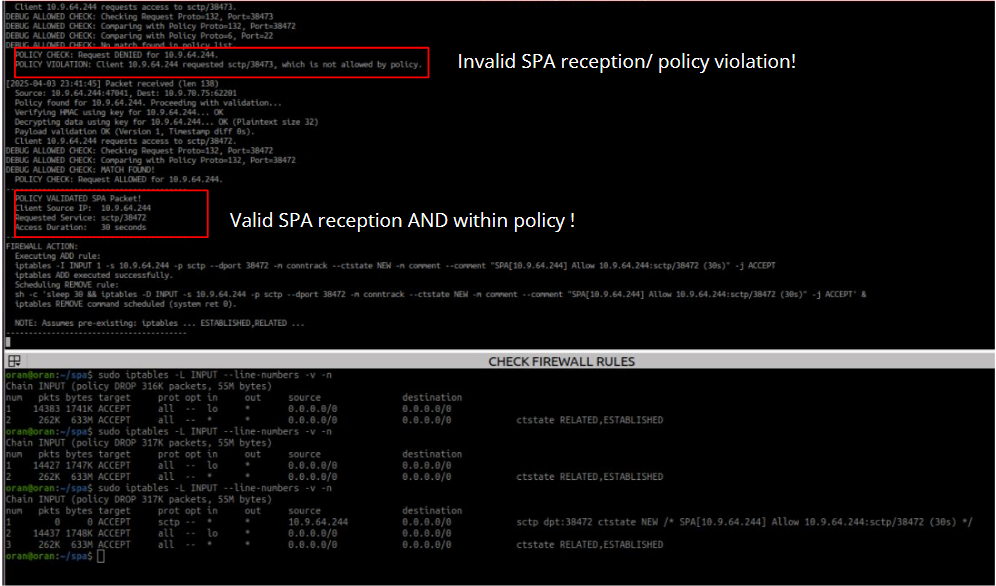 Client 10.9.64.244 requests access to sctp/38473.
DEBUG ALLOWED CHECK: Checking Request Proto=132, Port=38473
DEBUG ALLOWED CHECK: Comparing with Policy Proto=132, Port=38472
DEBUG ALLOWED CHECK: Comparing with Policy Proto=6, Port=22
DEBUG ALLOWED CHECK: No match found in policy list.
POLICY CHECK: Request DENIED for 10.9.64.244.
POLICY VIOLATION: Client 10.9.64.244 requested sctp/38473, which is not allowed by policy.
Invalid SPA reception/ policy violation!
[2025-04-03 23:41:45] Packet received (len 138)
Source: 10.9.64.244:47041, Dest: 10.9.70.75:62201
Policy found for 10.9.64.244. Proceeding with validation...
Verifying HMAC using key for 10.9.64.244... OK
Decrypting data using key for 10.9.64.244... OK (Plaintext size 32)
Payload validation OK (Version 1, Timestamp diff 0s).
Client 10.9.64.244 requests access to sctp/38472.
DEBUG ALLOWED CHECK: Checking Request Proto=132, Port=38472
DEBUG ALLOWED CHECK: Comparing with Policy Proto=132, Port=38472
DEBUG ALLOWED CHECK: MATCH FOUND!
POLICY CHECK: Request ALLOWED for 10.9.64.244.
----------------------------------------
POLICY VALIDATED SPA Packet!
Client Source IP: 10.9.64.244
Requested Service: sctp/38472
Access Duration: 30 seconds
Valid SPA reception AND within policy !
FIREWALL ACTION:
Executing ADD rule:
iptables -I INPUT 1 -s 10.9.64.244 -p sctp --dport 38472 -m conntrack --ctstate NEW -m comment --comment "SPA[10.9.64.244] Allow 10.9.64.244:sctp/38472 (30s)" -j ACCEPT
iptables ADD executed successfully.
Scheduling REMOVE rule:
sh -c 'sleep 30 && iptables -D INPUT -s 10.9.64.244 -p sctp --dport 38472 -m conntrack --ctstate NEW -m comment --comment "SPA[10.9.64.244] Allow 10.9.64.244:sctp/38472 (30s)" -j ACCEPT' &
iptables REMOVE command scheduled (system ret 0).
NOTE: Assumes pre-existing: iptables ... ESTABLISHED,RELATED ...
----------------------------------------
CHECK FIREWALL RULES
oran@oran:~/spa$ sudo iptables -L INPUT --line-numbers -v -n
Chain INPUT (policy DROP 316K packets, 55M bytes)
num pkts bytes target prot opt in out source destination
1 14383 1741K ACCEPT all -- lo * 0.0.0.0/0 0.0.0.0/0
2 262K 633M ACCEPT all -- * * 0.0.0.0/0 0.0.0.0/0 ctstate RELATED,ESTABLISHED
oran@oran:~/spa$ sudo iptables -L INPUT --line-numbers -v -n
Chain INPUT (policy DROP 317K packets, 55M bytes)
num pkts bytes target prot opt in out source destination
1 14427 1747K ACCEPT all -- lo * 0.0.0.0/0 0.0.0.0/0
2 262K 633M ACCEPT all -- * * 0.0.0.0/0 0.0.0.0/0 ctstate RELATED,ESTABLISHED
oran@oran:~/spa$ sudo iptables -L INPUT --line-numbers -v -n
Chain INPUT (policy DROP 317K packets, 55M bytes)
num pkts bytes target prot opt in out source destination
1 0 0 ACCEPT sctp -- * * 10.9.64.244 0.0.0.0/0 sctp dpt:38472 ctstate NEW /* SPA[10.9.64.244] Allow 10.9.64.244:sctp/38472 (30s) */
2 14437 1748K ACCEPT all -- lo * 0.0.0.0/0 0.0.0.0/0
3 262K 633M ACCEPT all -- * * 0.0.0.0/0 0.0.0.0/0 ctstate RELATED,ESTABLISHED
oran@oran:~/spa$